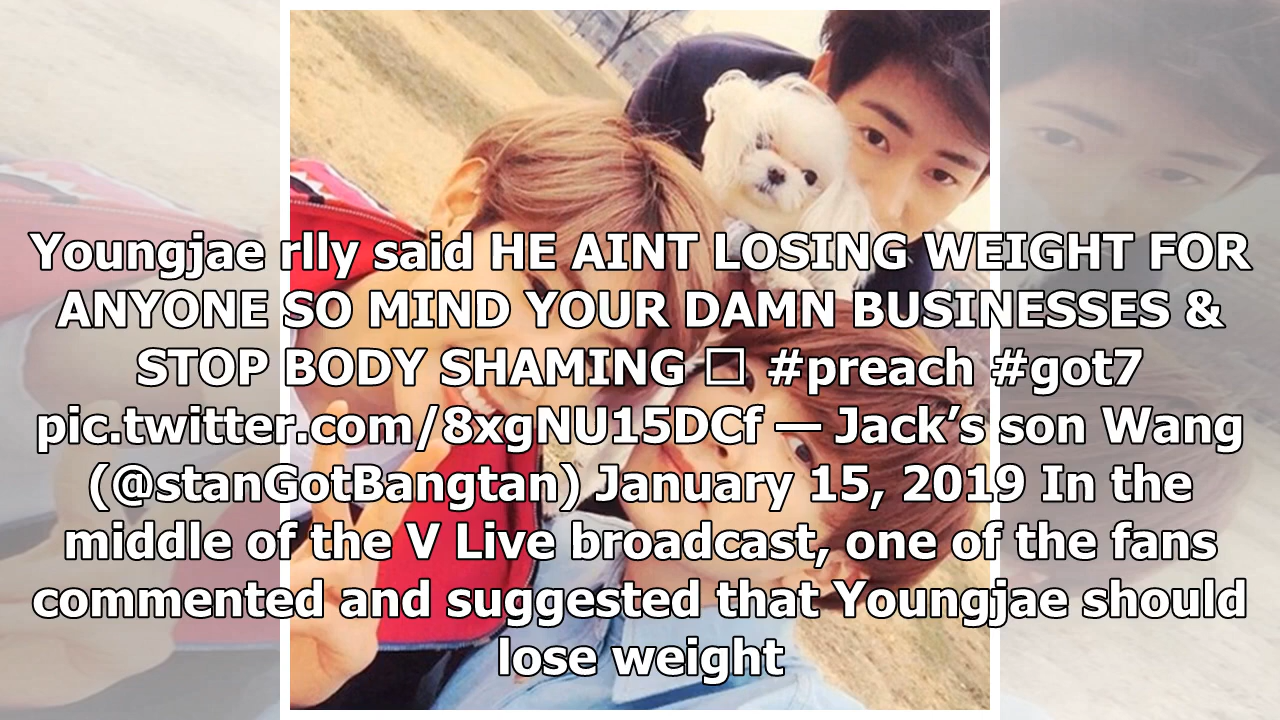 Youngjae rlly said HE AINT LOSING WEIGHT FOR
ANYONE SO MIND YOUR DAMN BUSINESSES &
STOP BODY SHAMING □ #preach #got7
pic.twitter.com/8xgNU15DCf — Jack’s son Wang
(@stanGotBangtan) January 15, 2019 In the
middle of the V Live broadcast, one of the fans
commented and suggested that Youngjae should
lose weight